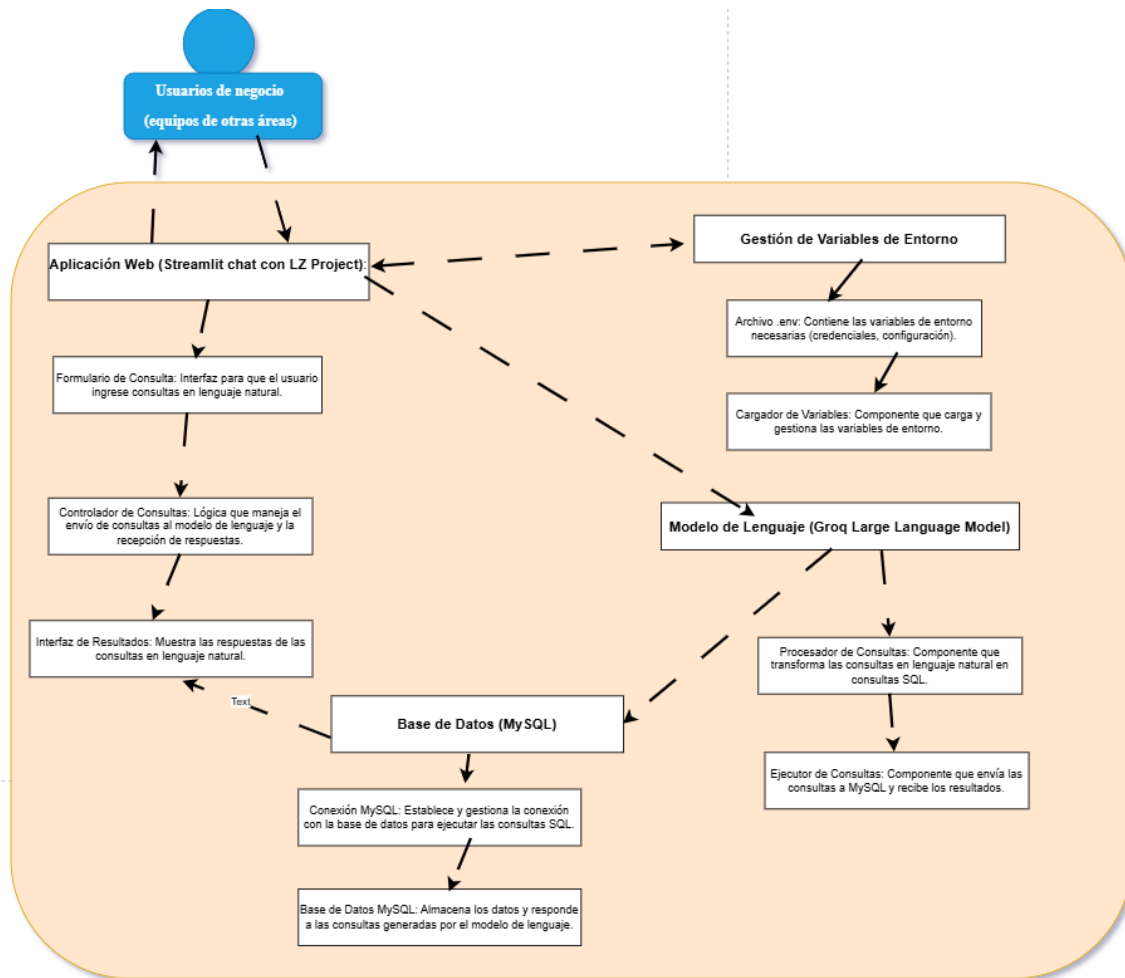 Usuarios de negocio
(equipos de otras áreas)
Aplicación Web (Streamlit chat con LZ Project):
Gestión de Variables de Entorno
Archivo .env: Contiene las variables de entorno
necesarias (credenciales, configuración).
Formulario de Consulta: Interfaz para que el usuario
ingrese consultas en lenguaje natural.
Cargador de Variables: Componente que carga y
gestiona las variables de entorno.
Controlador de Consultas: Lógica que maneja el
envío de consultas al modelo de lenguaje y la
recepción de respuestas.
Modelo de Lenguaje (Groq Large Language Model)
Interfaz de Resultados: Muestra las respuestas de las
consultas en lenguaje natural.
Procesador de Consultas: Componente que
transforma las consultas en lenguaje natural en
consultas SQL.
Text
Base de Datos (MySQL)
Ejecutor de Consultas: Componente que envía las
consultas a MySQL y recibe los resultados.
Conexión MySQL: Establece y gestiona la conexión
con la base de datos para ejecutar las consultas SQL.
Base de Datos MySQL: Almacena los datos y responde
a las consultas generadas por el modelo de lenguaje.